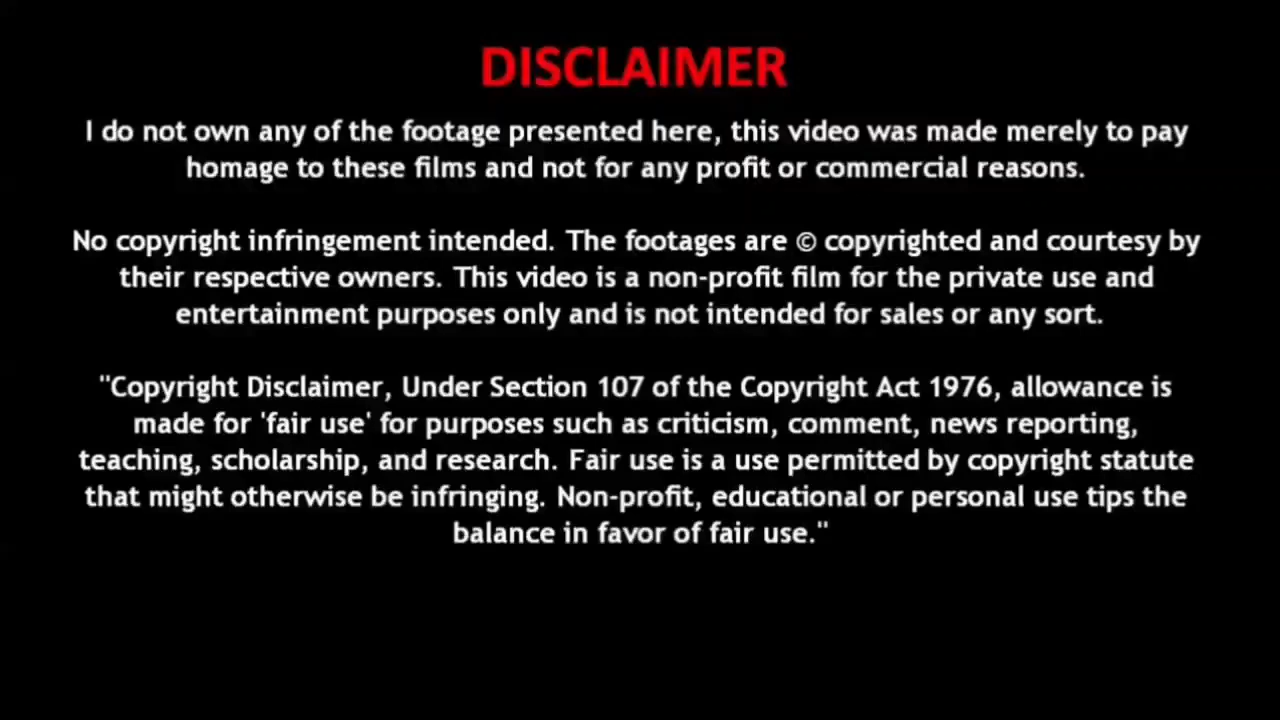 DISCLAIMER
I do not own any of the footage presented here, this video was made merely to pay
homage to these films and not for any profit or commercial reasons.
No copyright infringement intended. The footages are © copyrighted and courtesy by
their respective owners. This video is a non-profit film for the private use and
entertainment purposes only and is not intended for sales or any sort.
"Copyright Disclaimer, Under Section 107 of the Copyright Act 1976, allowance is
made for 'fair use' for purposes such as criticism, comment, news reporting,
teaching, scholarship, and research. Fair use is a use permitted by copyright statute
that might otherwise be infringing. Non-profit, educational or personal use tips the
balance in favor of fair use."